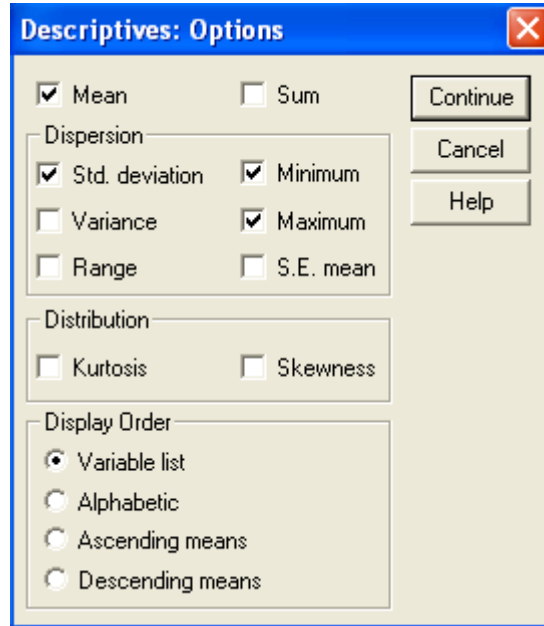 Descriptives: Options
Mean
Sum
Continue
Dispersion
Cancel
Std. deviation
Minimum
Help
Variance
Maximum
Range
S.E. mean
Distribution
Kurtosis
Skewness
Display Order
Variable list
Alphabetic
Ascending means
Descending means